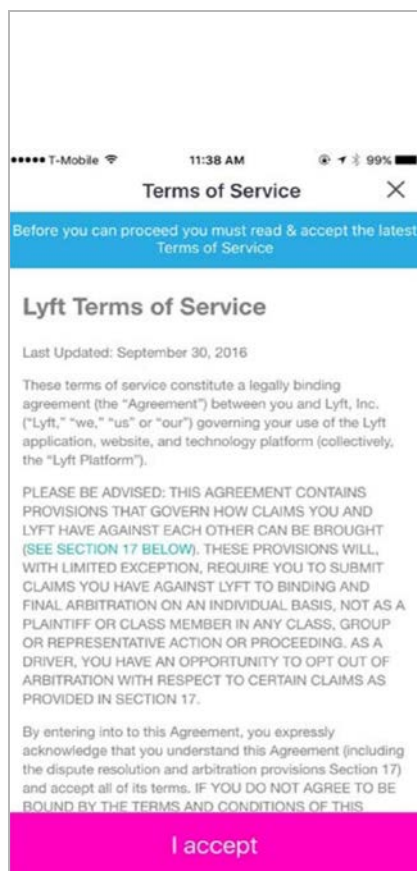 T-Mobile 11:38 AM 99%
Terms of Service
Before you can proceed you must read & accept the latest
Terms of Service
Lyft Terms of Service
Last Updated: September 30, 2016
These terms of service constitute a legally binding
agreement (the “Agreement”) between you and Lyft, Inc.
(“Lyft,” “we,” “us” or “our”) governing your use of the Lyft
application, website, and technology platform (collectively,
the “Lyft Platform”).
PLEASE BE ADVISED: THIS AGREEMENT CONTAINS
PROVISIONS THAT GOVERN HOW CLAIMS YOU AND
LYFT HAVE AGAINST EACH OTHER CAN BE BROUGHT
(SEE SECTION 17 BELOW). THESE PROVISIONS WILL,
WITH LIMITED EXCEPTION, REQUIRE YOU TO SUBMIT
CLAIMS YOU HAVE AGAINST LYFT TO BINDING AND
FINAL ARBITRATION ON AN INDIVIDUAL BASIS, NOT AS A
PLAINTIFF OR CLASS MEMBER IN ANY CLASS, GROUP
OR REPRESENTATIVE ACTION OR PROCEEDING. AS A
DRIVER, YOU HAVE AN OPPORTUNITY TO OPT OUT OF
ARBITRATION WITH RESPECT TO CERTAIN CLAIMS AS
PROVIDED IN SECTION 17.
By entering into to this Agreement, you expressly
acknowledge that you understand this Agreement (including
the dispute resolution and arbitration provisions Section 17)
and accept all of its terms. IF YOU DO NOT AGREE TO BE
BOUND BY THE TERMS AND CONDITIONS OF THIS
I accept